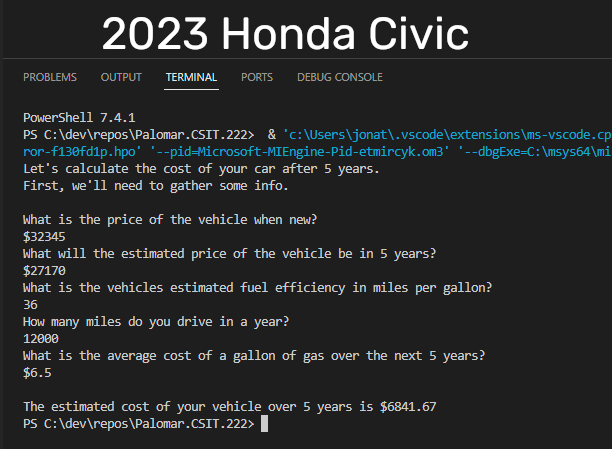 2023 Honda Civic
PROBLEMS OUTPUT TERMINAL PORTS DEBUG CONSOLE
PowerShell 7.4.1
PS C:\dev\repos\Palomar.CSIT.222>  & 'c:\Users\jonat\.vscode\extensions\ms-vscode.cp
ror-f130fd1p.hpo' '--pid=Microsoft-MIEngine-Pid-etmircyk.om3' '--dbgExe=C:\msys64\mi
Let's calculate the cost of your car after 5 years.
First, we'll need to gather some info.
What is the price of the vehicle when new?
$32345
What will the estimated price of the vehicle be in 5 years?
$27170
What is the vehicles estimated fuel efficiency in miles per gallon?
36
How many miles do you drive in a year?
12000
What is the average cost of a gallon of gas over the next 5 years?
$6.5
The estimated cost of your vehicle over 5 years is $6841.67
PS C:\dev\repos\Palomar.CSIT.222>